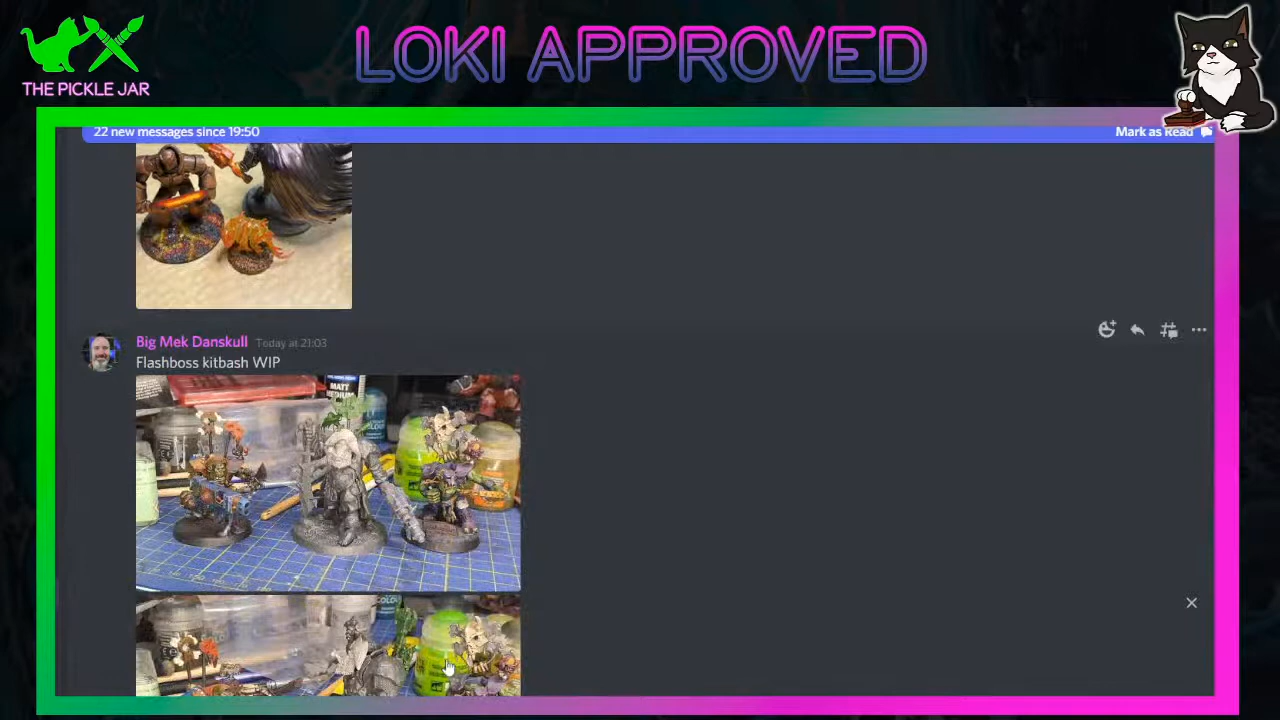 LOKI APPROVED
THE PICKLE JAR
22 new messages since 19:50
Mark as Read
Big Mek Danskull Today at 21:03
Flashboss kitbash WIP
MATT
MEDIUM